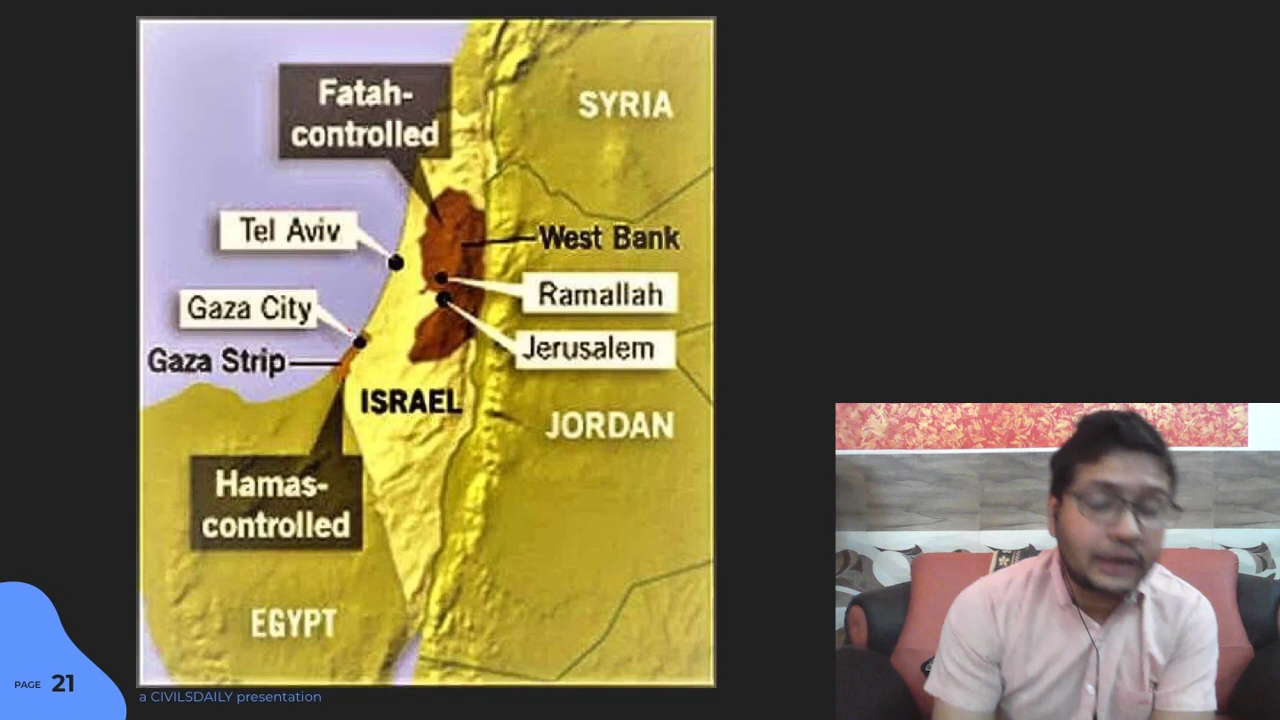 Fatah-
controlled
SYRIA
Tel Aviv
West Bank
Ramallah
Gaza City
Jerusalem
Gaza Strip
ISRAEL
JORDAN
Hamas-
controlled
EGYPT
PAGE 21
a CIVILSDAILY presentation